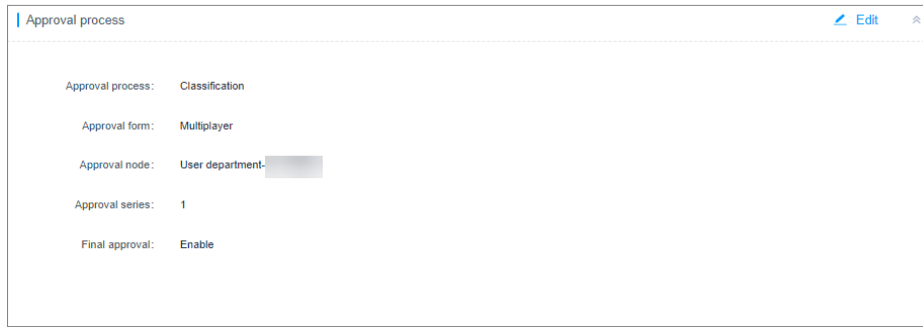 Approval process
Edit
Approval process: Classification
Approval form: Multiplayer
Approval node: User department-
Approval series: 1
Final approval: Enable